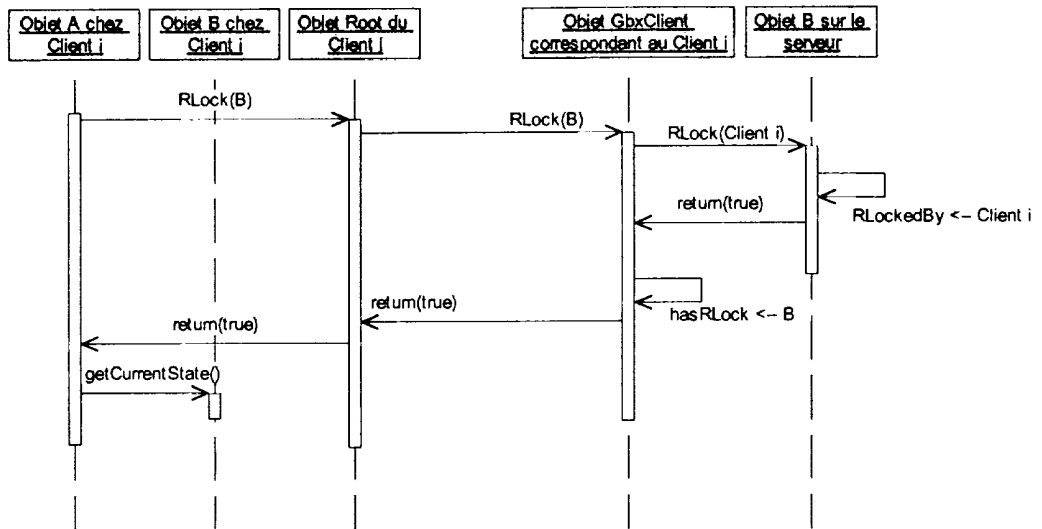 Objet A chez
Client i
Objet B chez
Client i
Objet Root du
Client i
Objet GbxClient
correspondant au Client i
Objet B sur le
serveur
RLock(B)
RLock(B)
RLock(Client i)
RLockedBy <– Client i
return(true)
hasRLock <– B
return(true)
return(true)
getCurrentState()